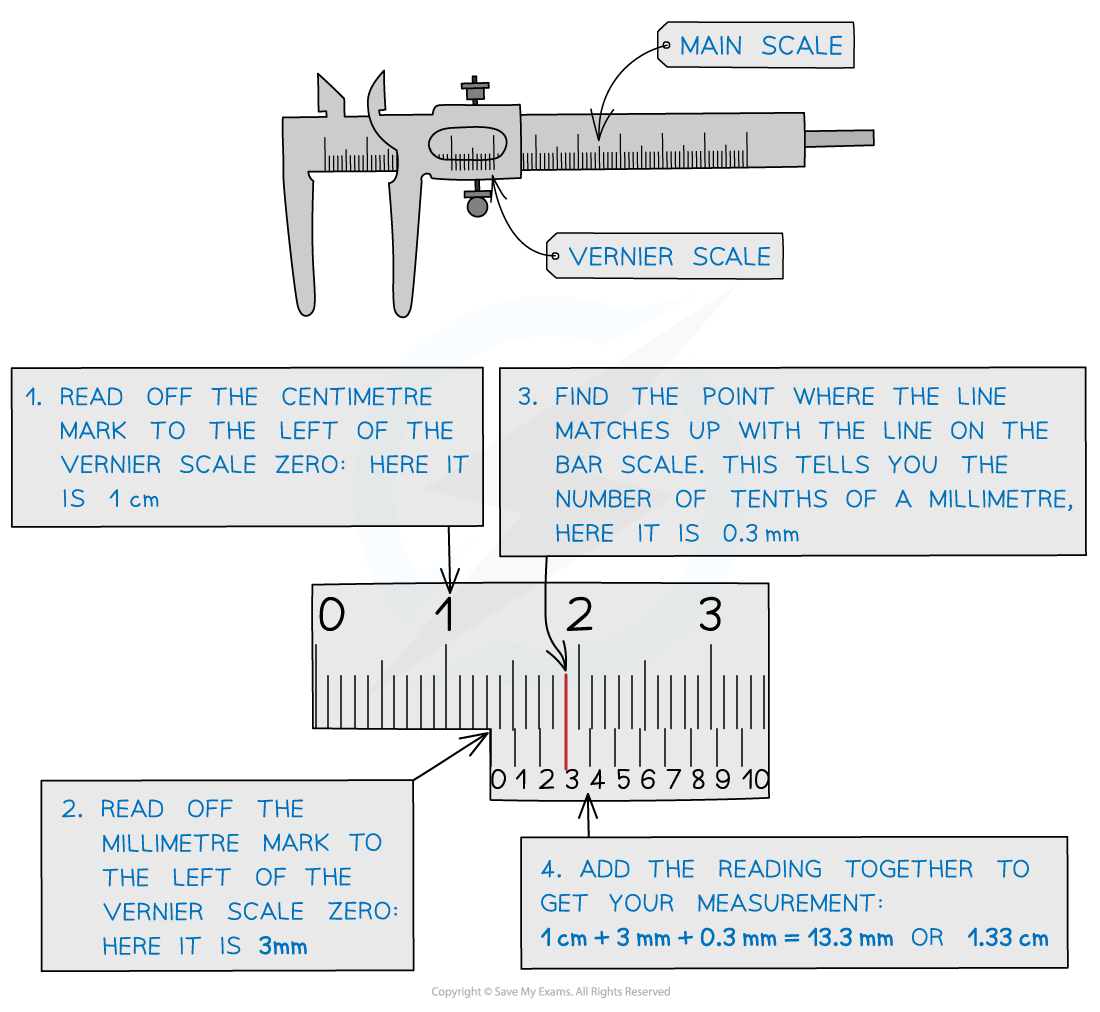 MAIN SCALE
VERNIER SCALE
1. READ OFF THE CENTIMETRE
MARK TO THE LEFT OF THE
VERNIER SCALE ZERO: HERE IT
IS 1 cm
3. FIND THE POINT WHERE THE LINE
MATCHES UP WITH THE LINE ON THE
BAR SCALE. THIS TELLS YOU THE
NUMBER OF TENTHS OF A MILLIMETRE,
HERE IT IS 0.3 mm
0 1 2 3
0 1 2 3 4 5 6 7 8 9 10
2. READ OFF THE
MILLIMETRE MARK TO
THE LEFT OF THE
VERNIER SCALE ZERO:
HERE IT IS 3mm
4. ADD THE READING TOGETHER TO
GET YOUR MEASUREMENT:
1 cm + 3 mm + 0.3 mm = 13.3 mm OR 1.33 cm
Copyright © Save My Exams. All Rights Reserved